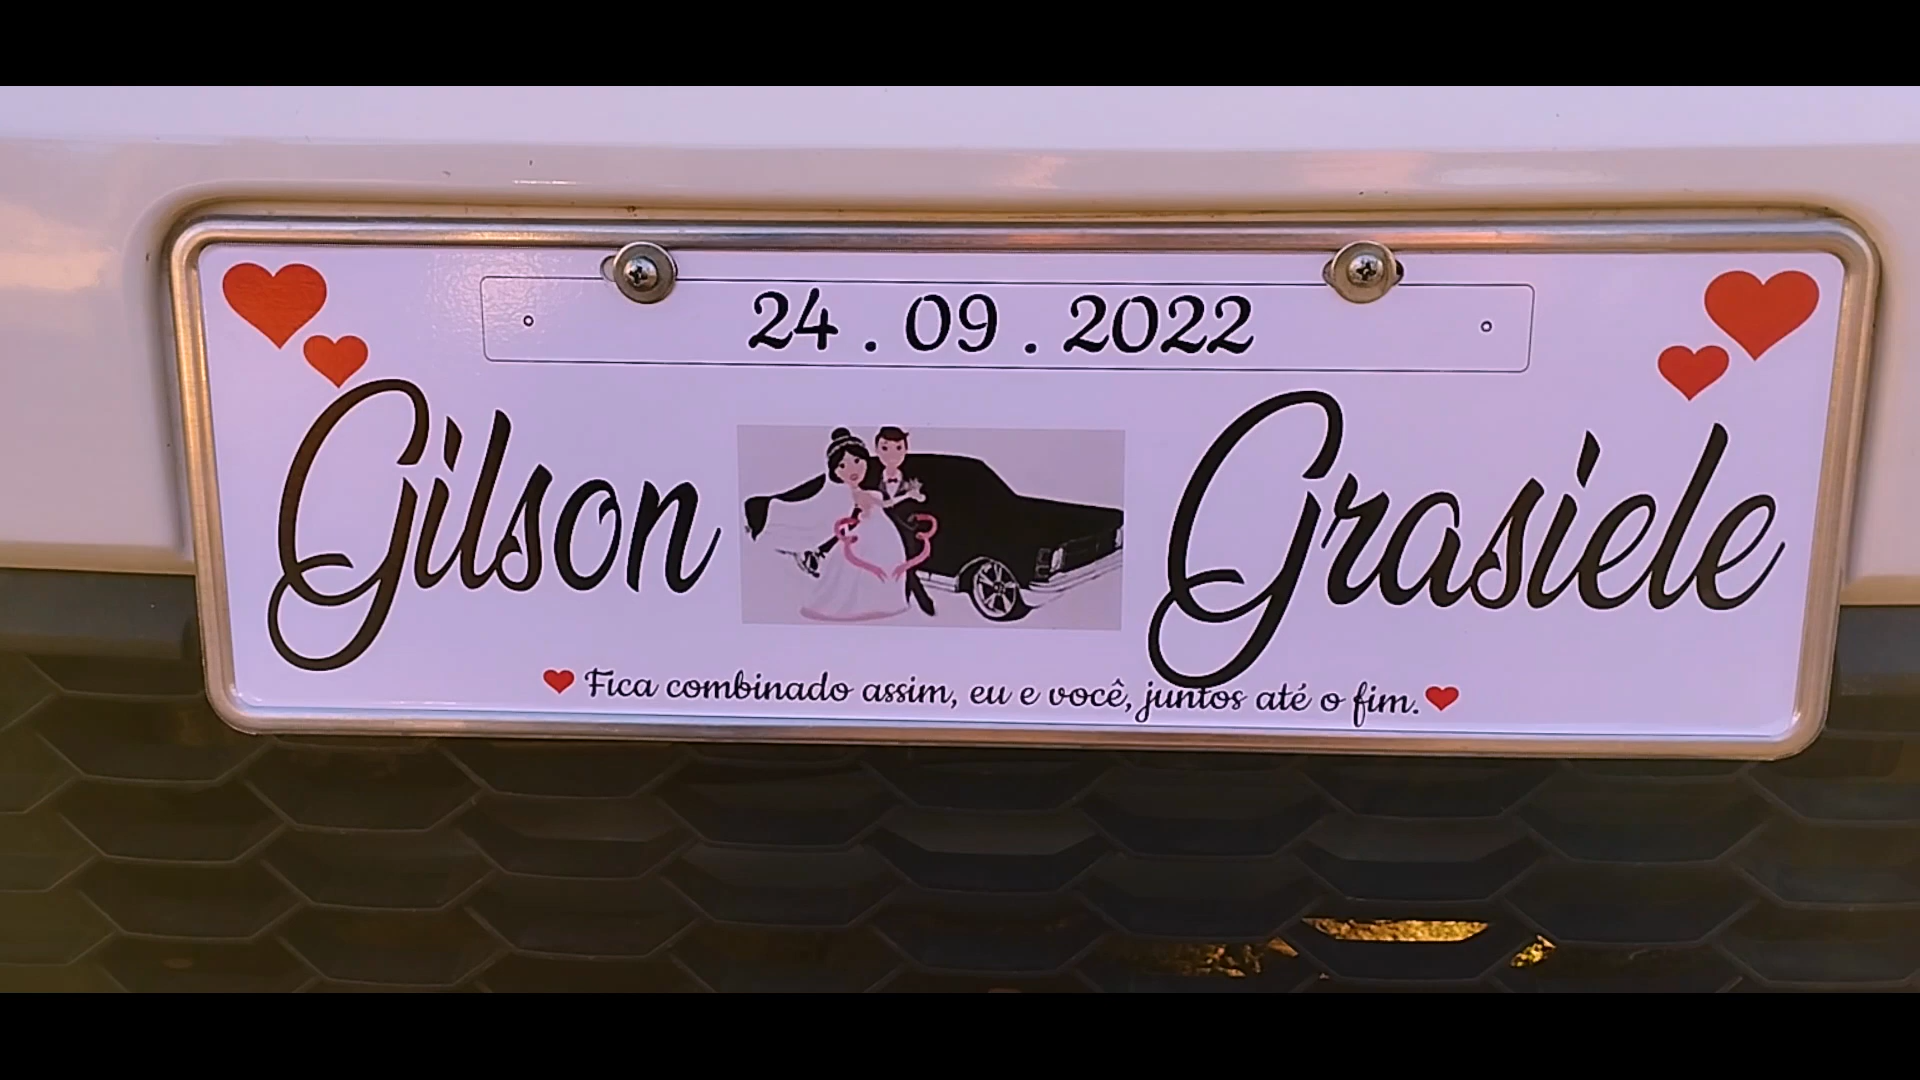 24 . 09 . 2022
Gilson Grasiele
Fica combinado assim, eu e você, juntos até o fim.